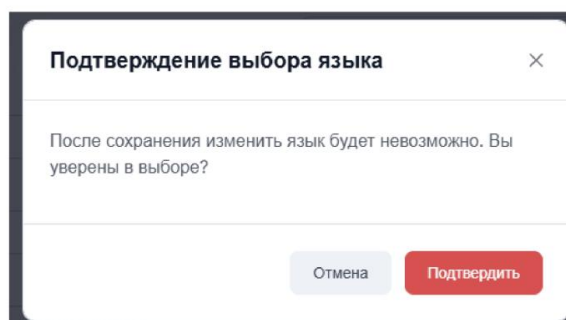 Подтверждение выбора языка
После сохранения изменить язык будет невозможно. Вы
уверены в выборе?
Отмена
Подтвердить